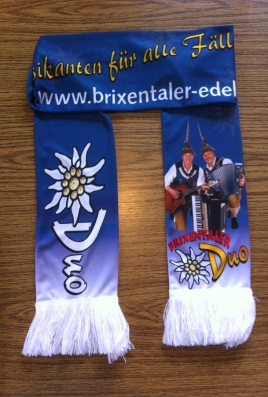 sikanten für alle Fäll
www.brixentaler-edel
Duo
BRIXENTALER
Duo